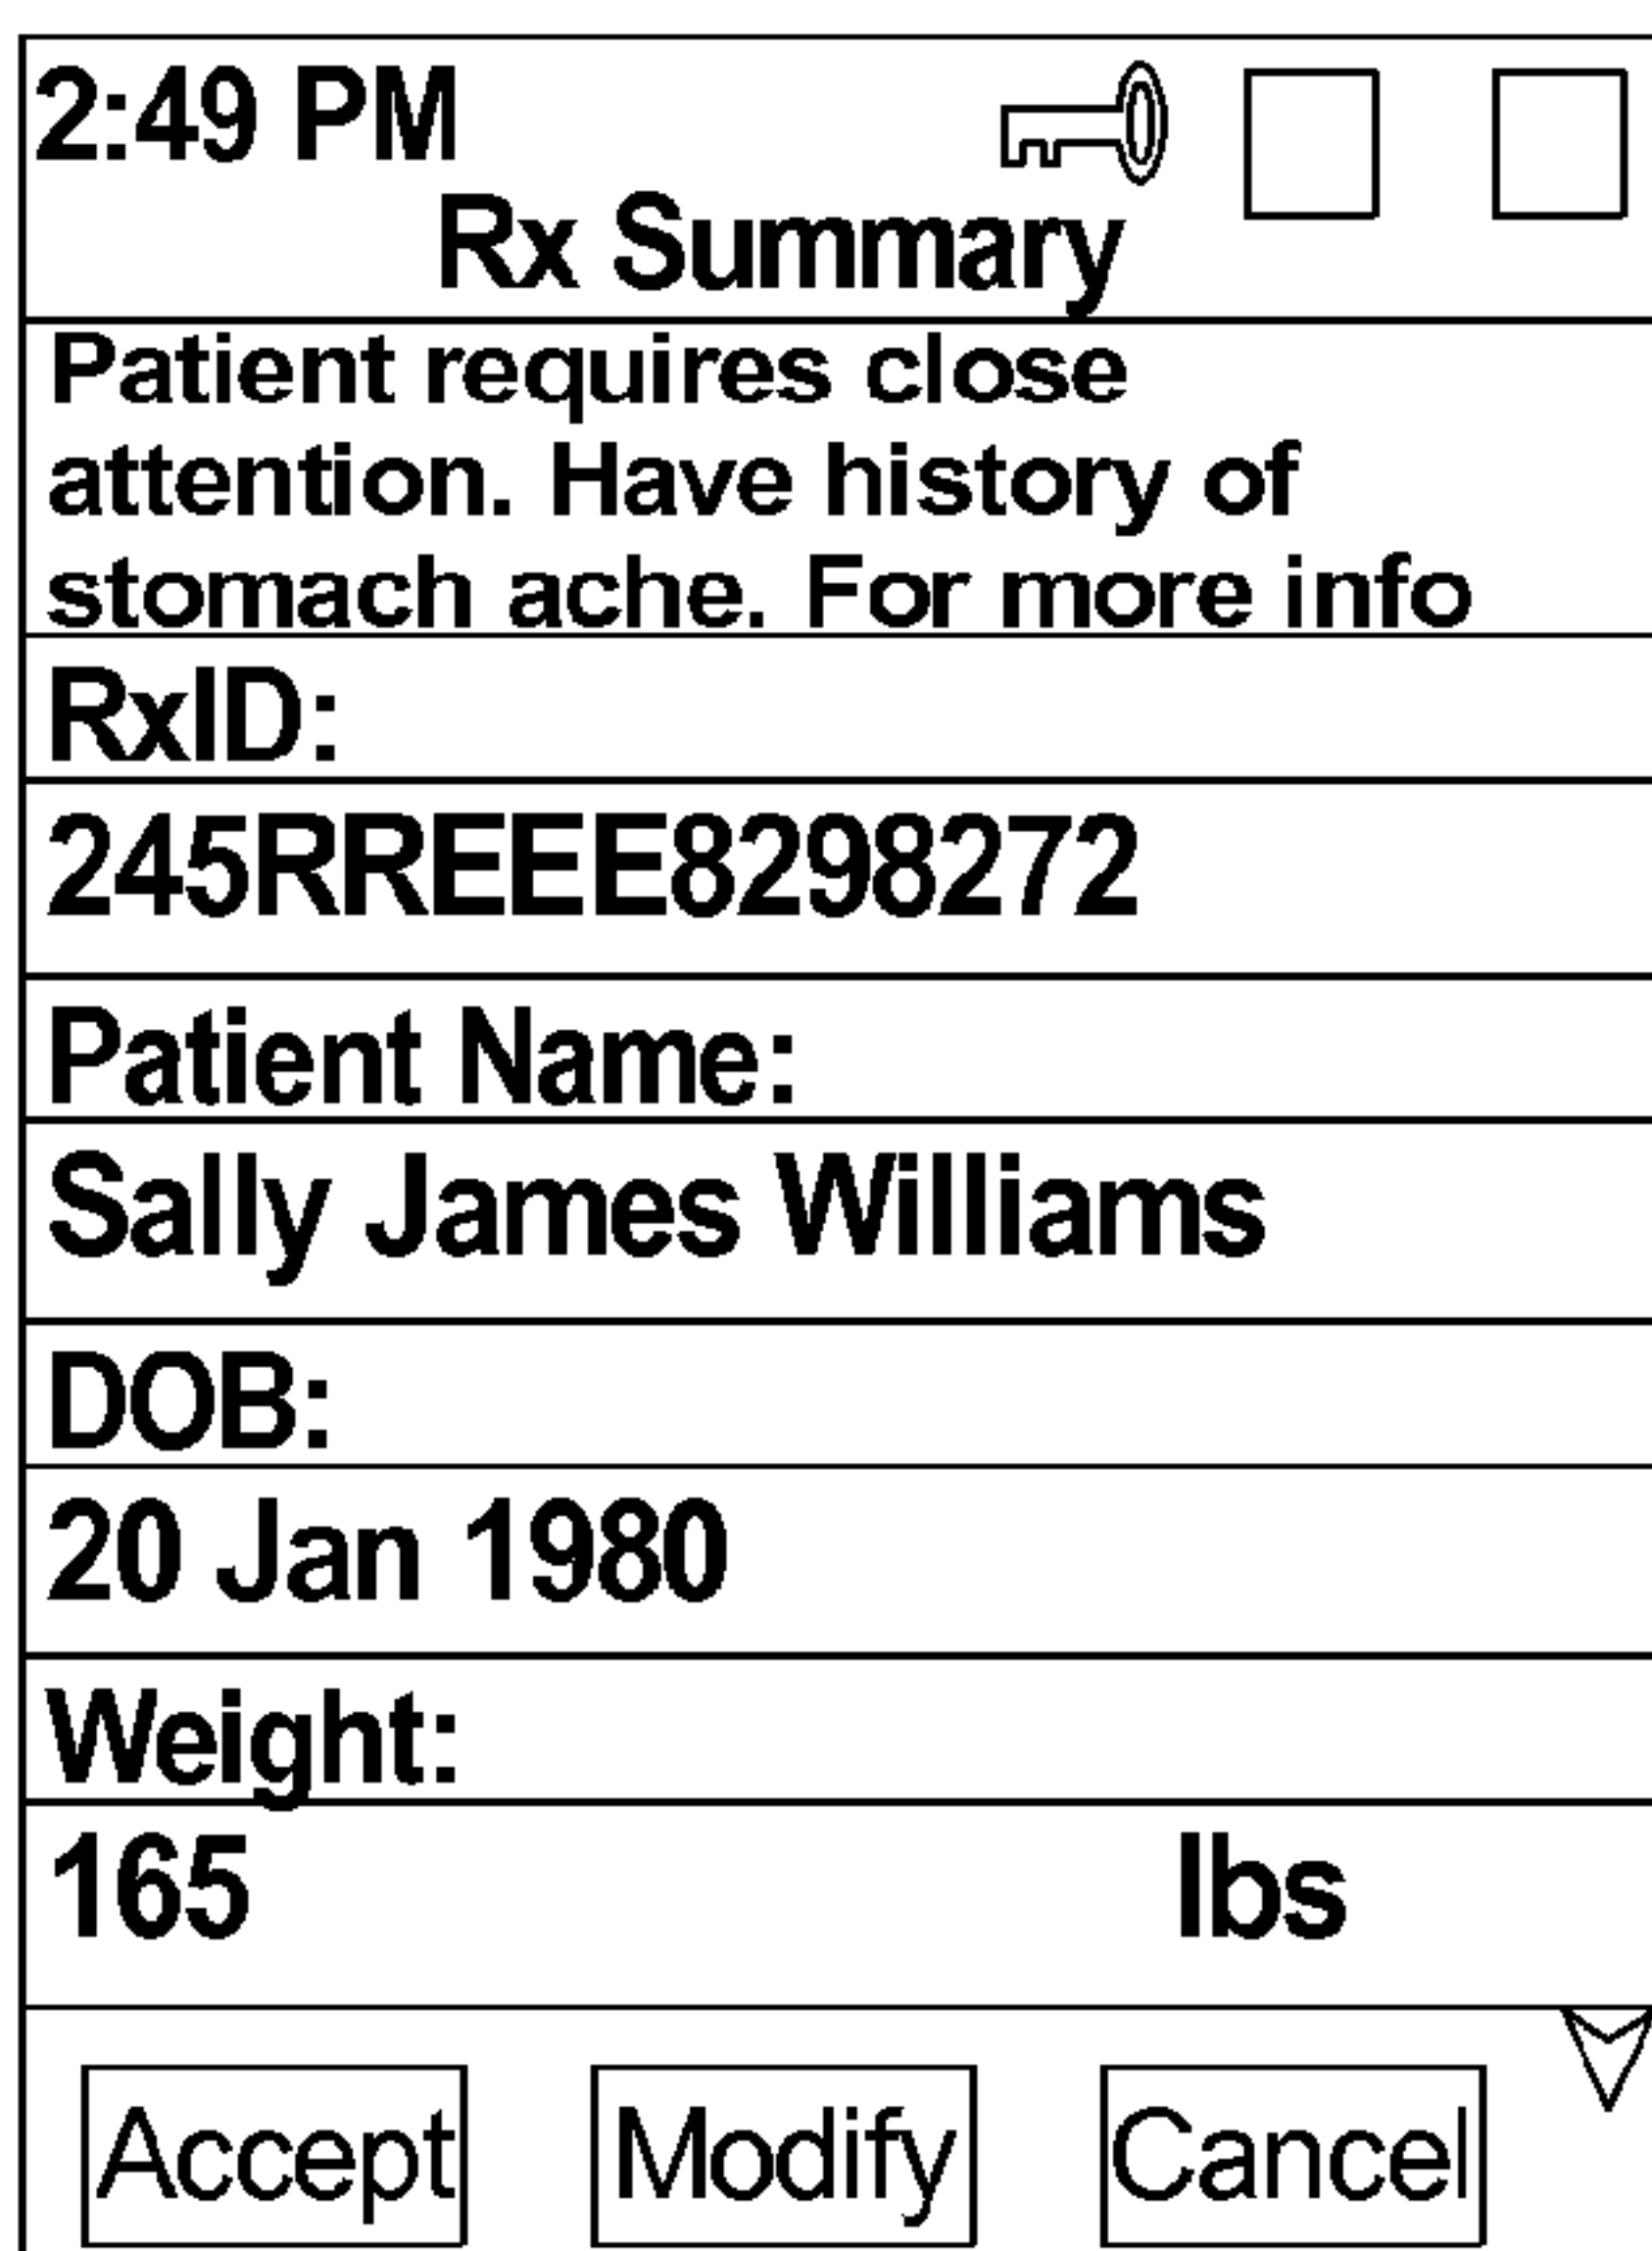 2:49 PM
Rx Summary
Patient requires close
attention. Have history of
stomach ache. For more info
RxID:
245RREEE8298272
Patient Name:
Sally James Williams
DOB:
20 Jan 1980
Weight:
165 lbs
Accept Modify Cancel